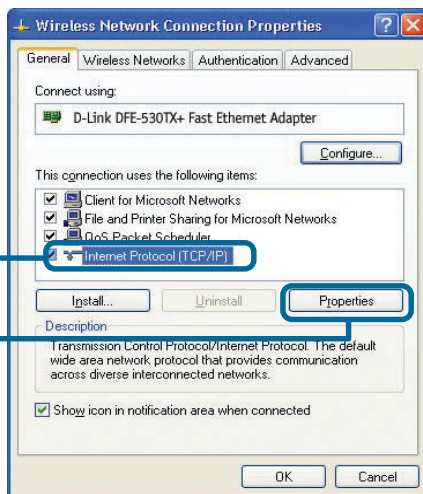 Wireless Network Connection Properties
General Wireless Networks Authentication Advanced
Connect using:
D-Link DFE-530TX+ Fast Ethernet Adapter
Configure...
This connection uses the following items:
Client for Microsoft Networks
File and Printer Sharing for Microsoft Networks
QoS Packet Scheduler
Internet Protocol (TCP/IP)
Install... Uninstall Properties
Description
Transmission Control Protocol/Internet Protocol. The default
wide area network protocol that provides communication
across diverse interconnected networks.
Show icon in notification area when connected
OK Cancel